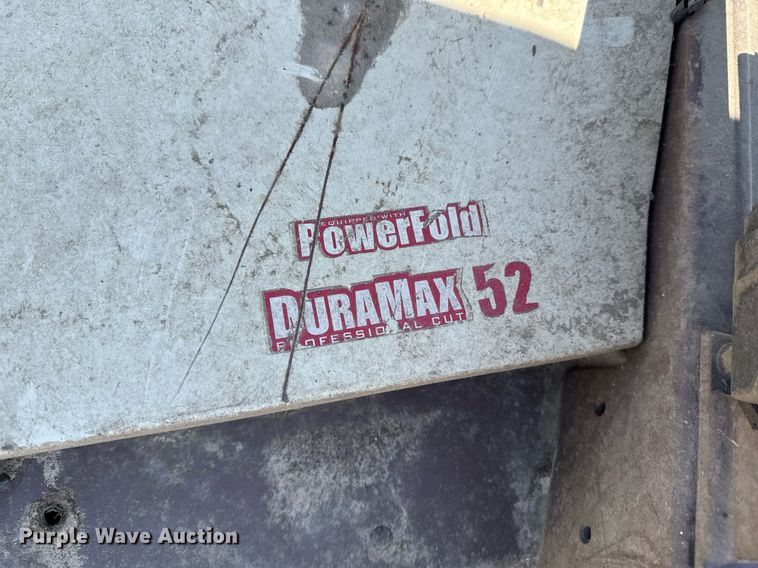 EQUIPPED WITH
PowerFold
DURAMAX 52
PROFESSIONAL CUT
Purple Wave Auction